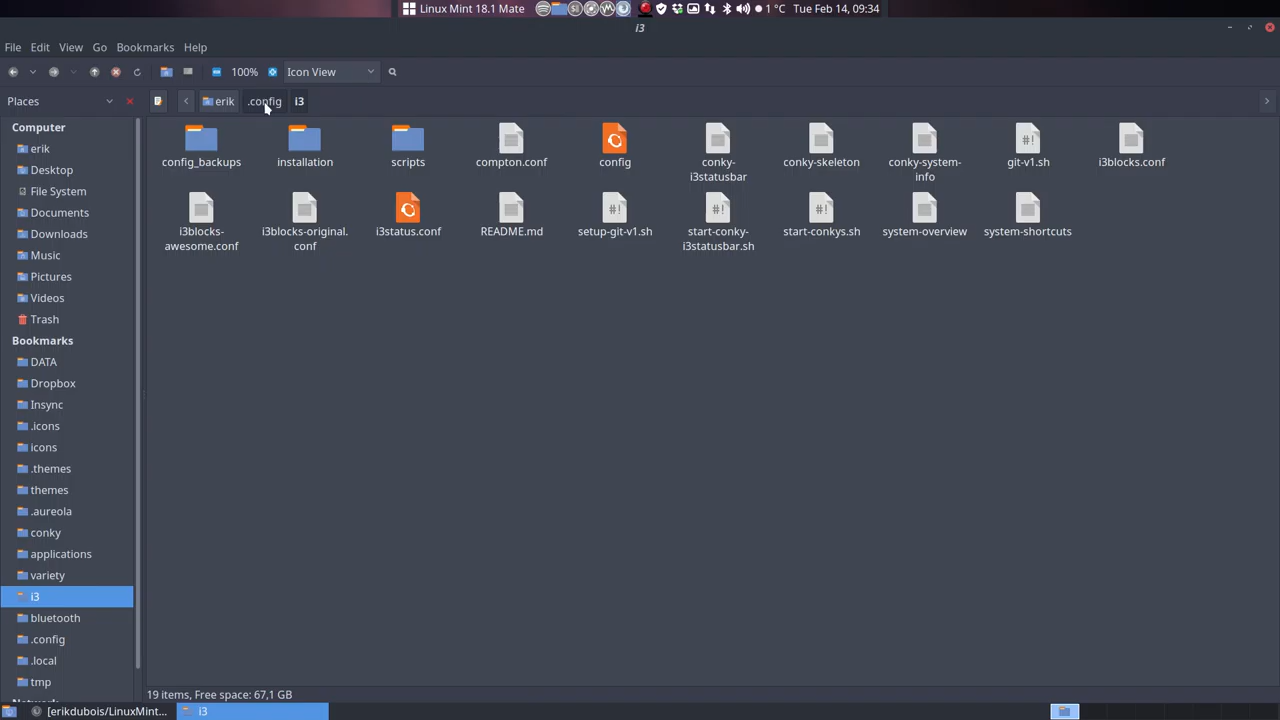 Linux Mint 18.1 Mate
1 °C
Tue Feb 14, 09:34
i3
File Edit View Go Bookmarks Help
100%
Icon View
Places
erik
.config
i3
Computer
erik
Desktop
File System
Documents
Downloads
Music
Pictures
Videos
Trash
Bookmarks
DATA
Dropbox
Insync
.icons
icons
.themes
themes
.aureola
conky
applications
variety
i3
bluetooth
.config
.local
tmp
config_backups
installation
scripts
compton.conf
config
conky-
i3statusbar
conky-skeleton
conky-system-
info
#!
git-v1.sh
i3blocks.conf
i3blocks-
awesome.conf
i3blocks-original.
conf
i3status.conf
README.md
#!
setup-git-v1.sh
#!
start-conky-
i3statusbar.sh
#!
start-conkys.sh
system-overview
system-shortcuts
19 items, Free space: 67,1 GB
[erikdubois/LinuxMint...
i3